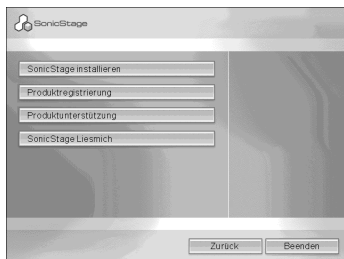 SonicStage
SonicStage installieren
Produktregistrierung
Produktunterstützung
SonicStage Liesmich
Zurück
Beenden